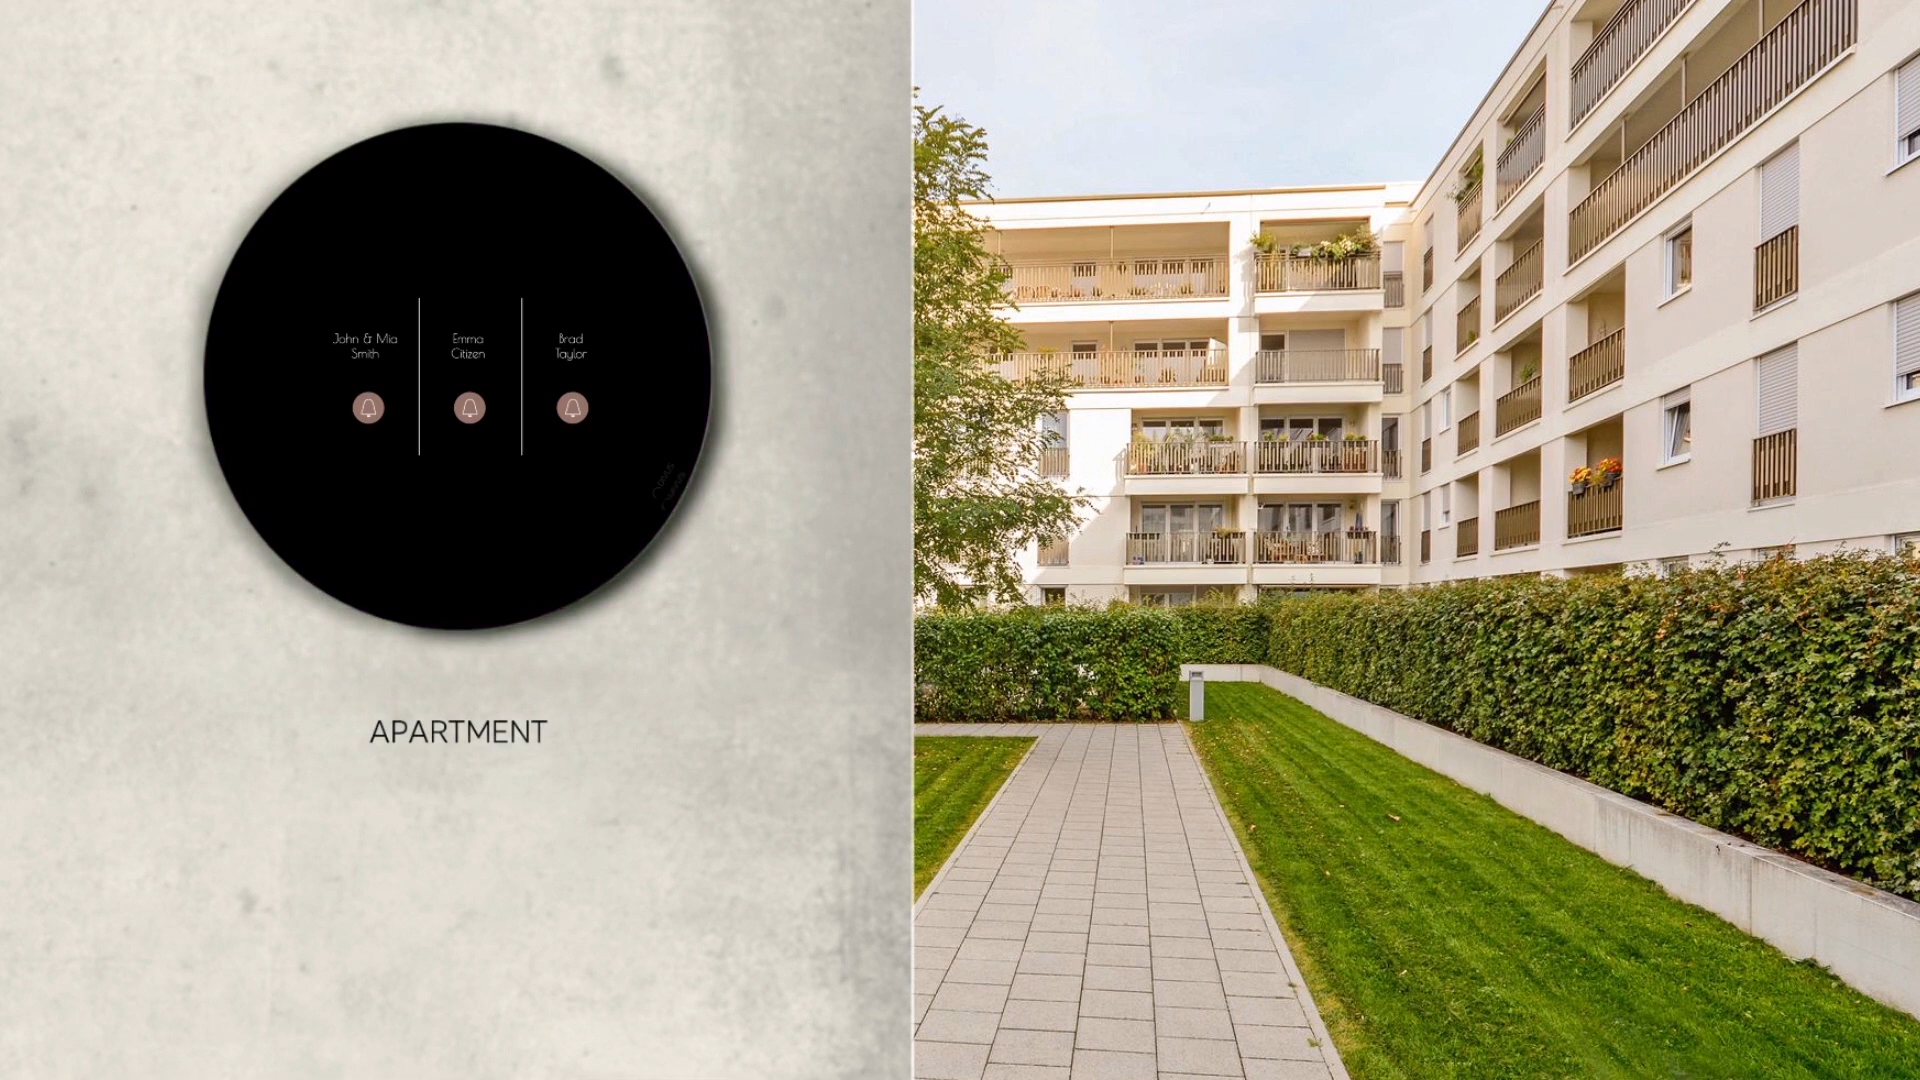 John & Mia
Smith
Emma
Citizen
Brad
Taylor
APARTMENT